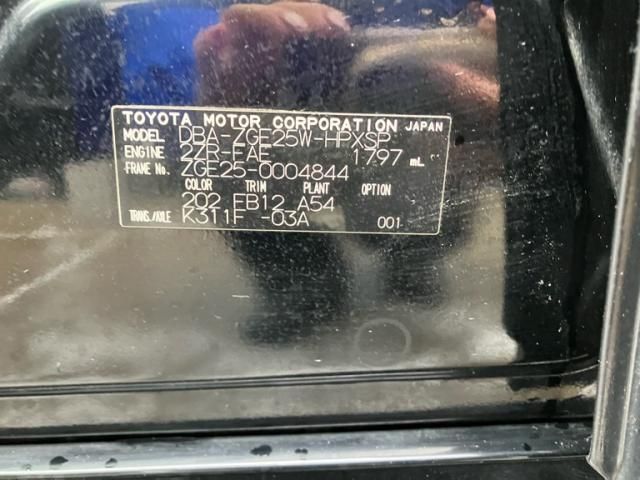 TOYOTA MOTOR CORPORATION JAPAN
MODEL DBA-ZGE25W-HPXSP
ENGINE 2ZR-FAE 1797 mL
FRAME No. ZGE25-0004844
COLOR TRIM PLANT OPTION
202 FB12 A54
TRANS./AXLE K311F -03A 001